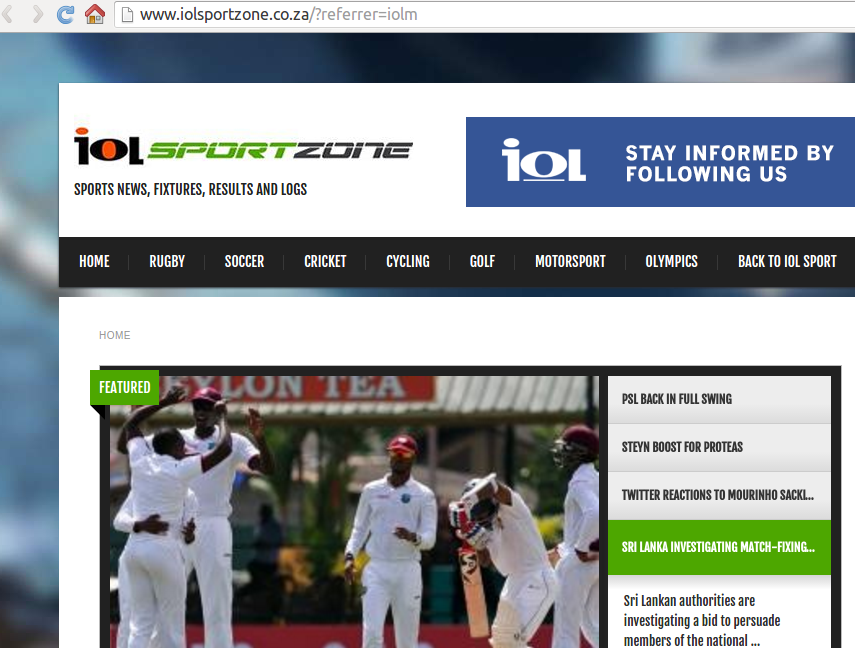 www.iolsportzone.co.za/?referrer=iolm
iOL SPORTZONE
SPORTS NEWS, FIXTURES, RESULTS AND LOGS
iOL
STAY INFORMED BY
FOLLOWING US
HOME RUGBY SOCCER CRICKET CYCLING GOLF MOTORSPORT OLYMPICS BACK TO IOL SPORT
HOME
FEATURED
EYLON TEA
PSL BACK IN FULL SWING
STEYN BOOST FOR PROTEAS
TWITTER REACTIONS TO MOURINHO SACKI...
SRI LANKA INVESTIGATING MATCH-FIXING...
Sri Lankan authorities are
investigating a bid to persuade
members of the national ...